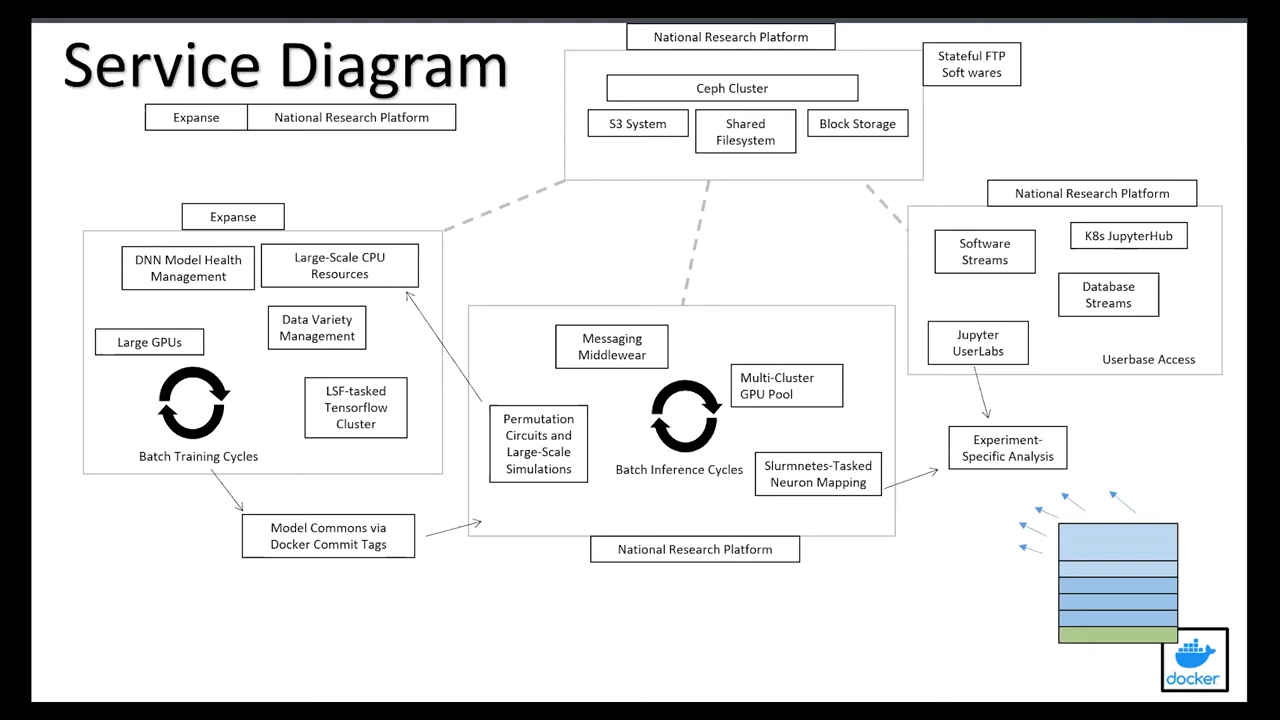 Service Diagram
Expanse
National Research Platform
National Research Platform
Stateful FTP
Soft wares
Ceph Cluster
S3 System
Shared
Filesystem
Block Storage
Expanse
DNN Model Health
Management
Large-Scale CPU
Resources
Data Variety
Management
Large GPUs
LSF-tasked
Tensorflow
Cluster
Batch Training Cycles
Model Commons via
Docker Commit Tags
Messaging
Middlewear
Multi-Cluster
GPU Pool
Permutation
Circuits and
Large-Scale
Simulations
Batch Inference Cycles
Slurmnetes-Tasked
Neuron Mapping
National Research Platform
National Research Platform
Software
Streams
K8s JupyterHub
Database
Streams
Jupyter
UserLabs
Userbase Access
Experiment-
Specific Analysis
docker